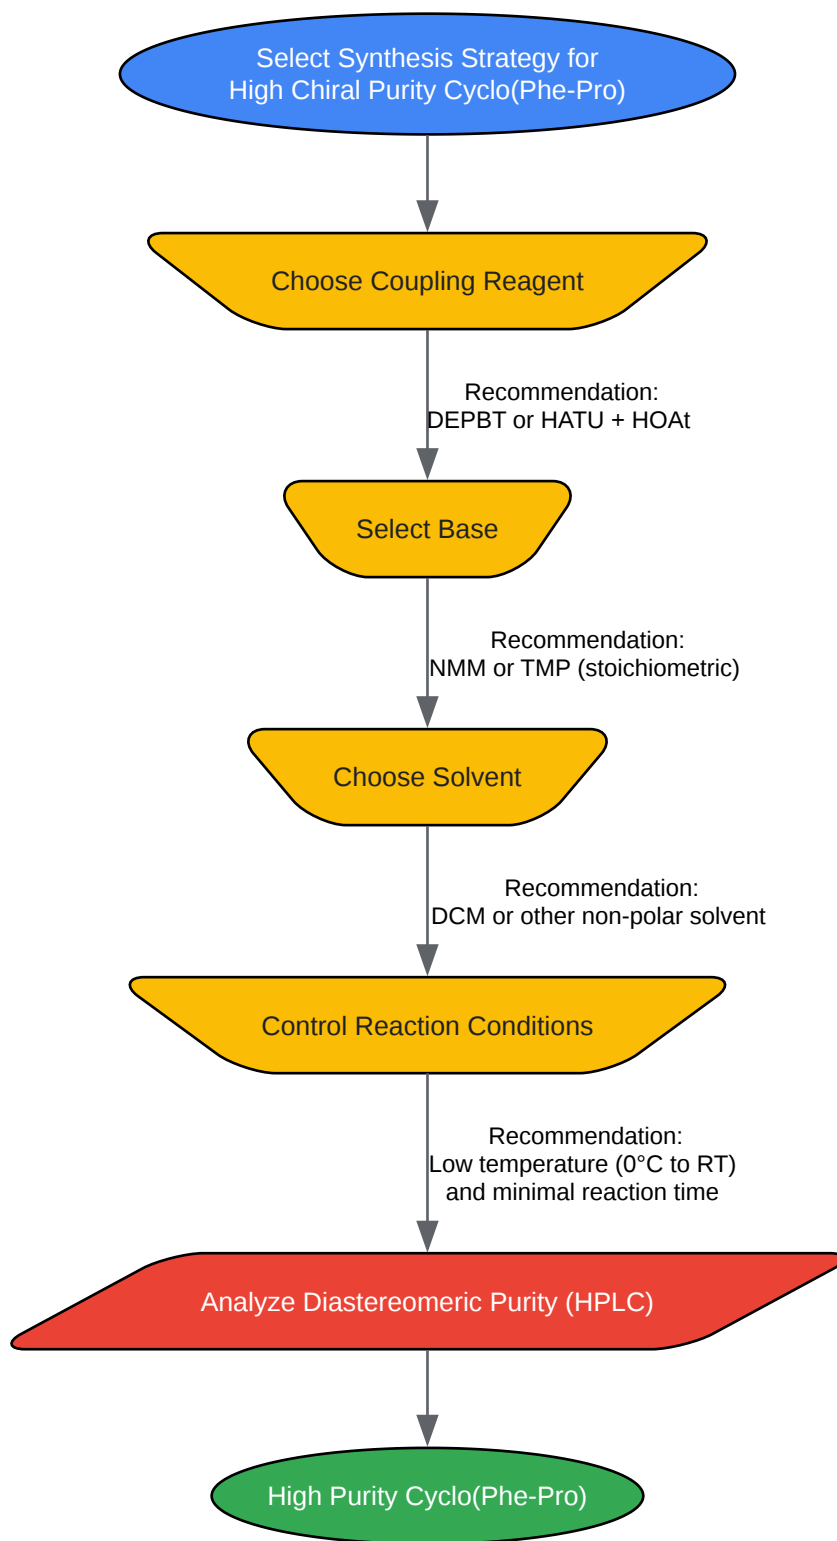 Select Synthesis Strategy for
High Chiral Purity Cyclo(Phe-Pro)
Choose Coupling Reagent
Recommendation:
DEPBT or HATU + HOAt
Select Base
Recommendation:
NMM or TMP (stoichiometric)
Choose Solvent
Recommendation:
DCM or other non-polar solvent
Control Reaction Conditions
Recommendation:
Low temperature (0°C to RT)
and minimal reaction time
Analyze Diastereomeric Purity (HPLC)
High Purity Cyclo(Phe-Pro)